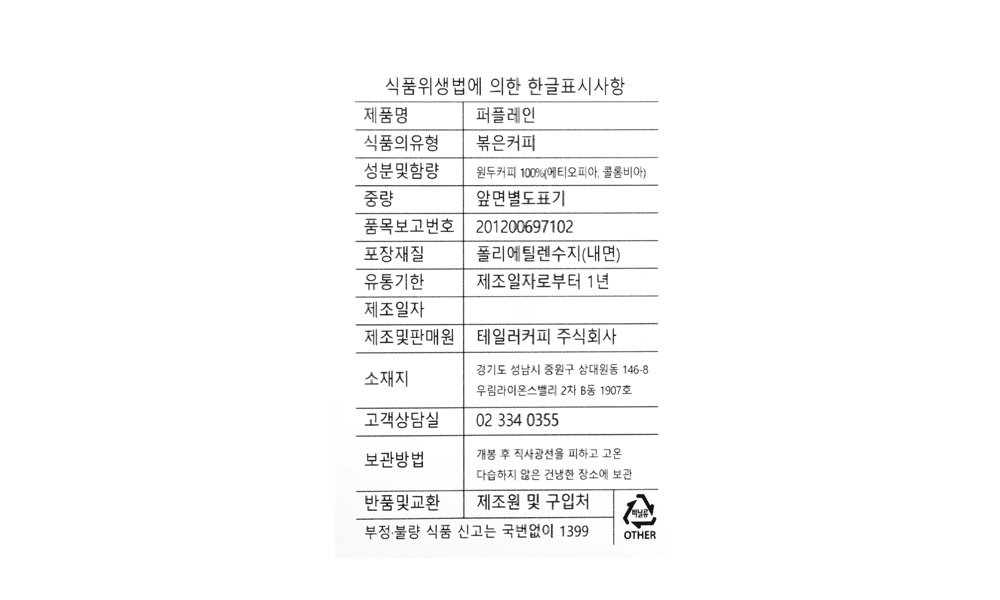 식품위생법에 의한 한글표시사항
제품명 퍼플레인
식품의유형 볶은커피
성분및함량 원두커피 100%(에티오피아, 콜롬비아)
중량 앞면별도표기
품목보고번호 201200697102
포장재질 폴리에틸렌수지(내면)
유통기한 제조일자로부터 1년
제조일자
제조및판매원 테일러커피 주식회사
소재지 경기도 성남시 중원구 상대원동 146-8
우림라이온스밸리 2차 B동 1907호
고객상담실 02 334 0355
보관방법 개봉 후 직사광선을 피하고 고온
다습하지 않은 건냉한 장소에 보관
반품및교환 제조원 및 구입처
비닐류
OTHER
부정·불량 식품 신고는 국번없이 1399